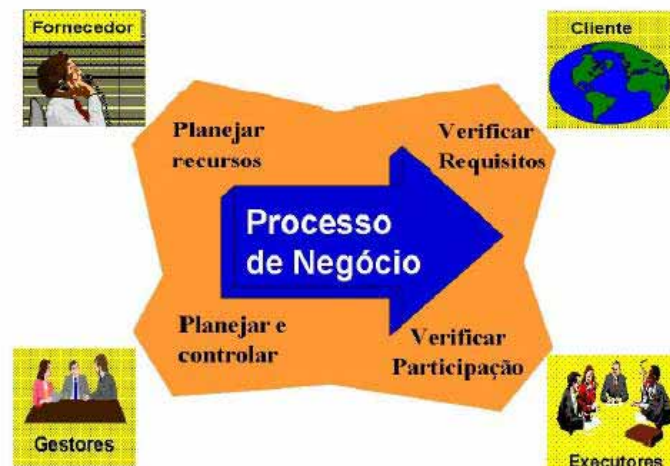 Fornecedor
Cliente
Planejar
recursos
Verificar
Requisitos
Processo
de Negócio
Planejar e
controlar
Verificar
Participação
Gestores
Executores